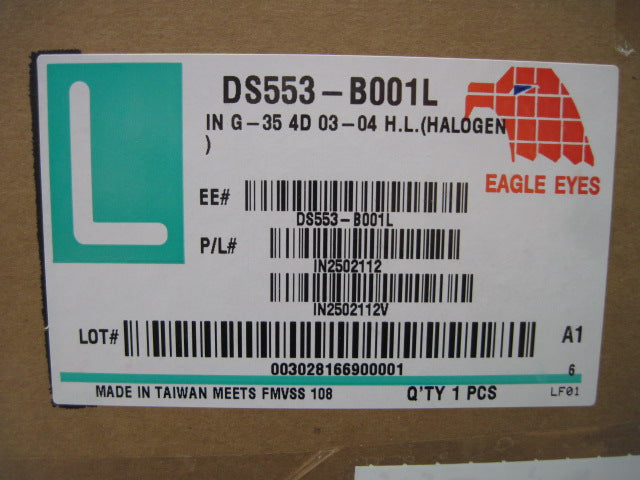 L
DS553-B001L
IN G-35 4D 03-04 H.L.(HALOGEN
)
EAGLE EYES
EE#
DS553-B001L
P/L#
IN2502112
IN2502112V
LOT#
A1
003028166900001
6
MADE IN TAIWAN MEETS FMVSS 108
Q'TY 1 PCS
LF01